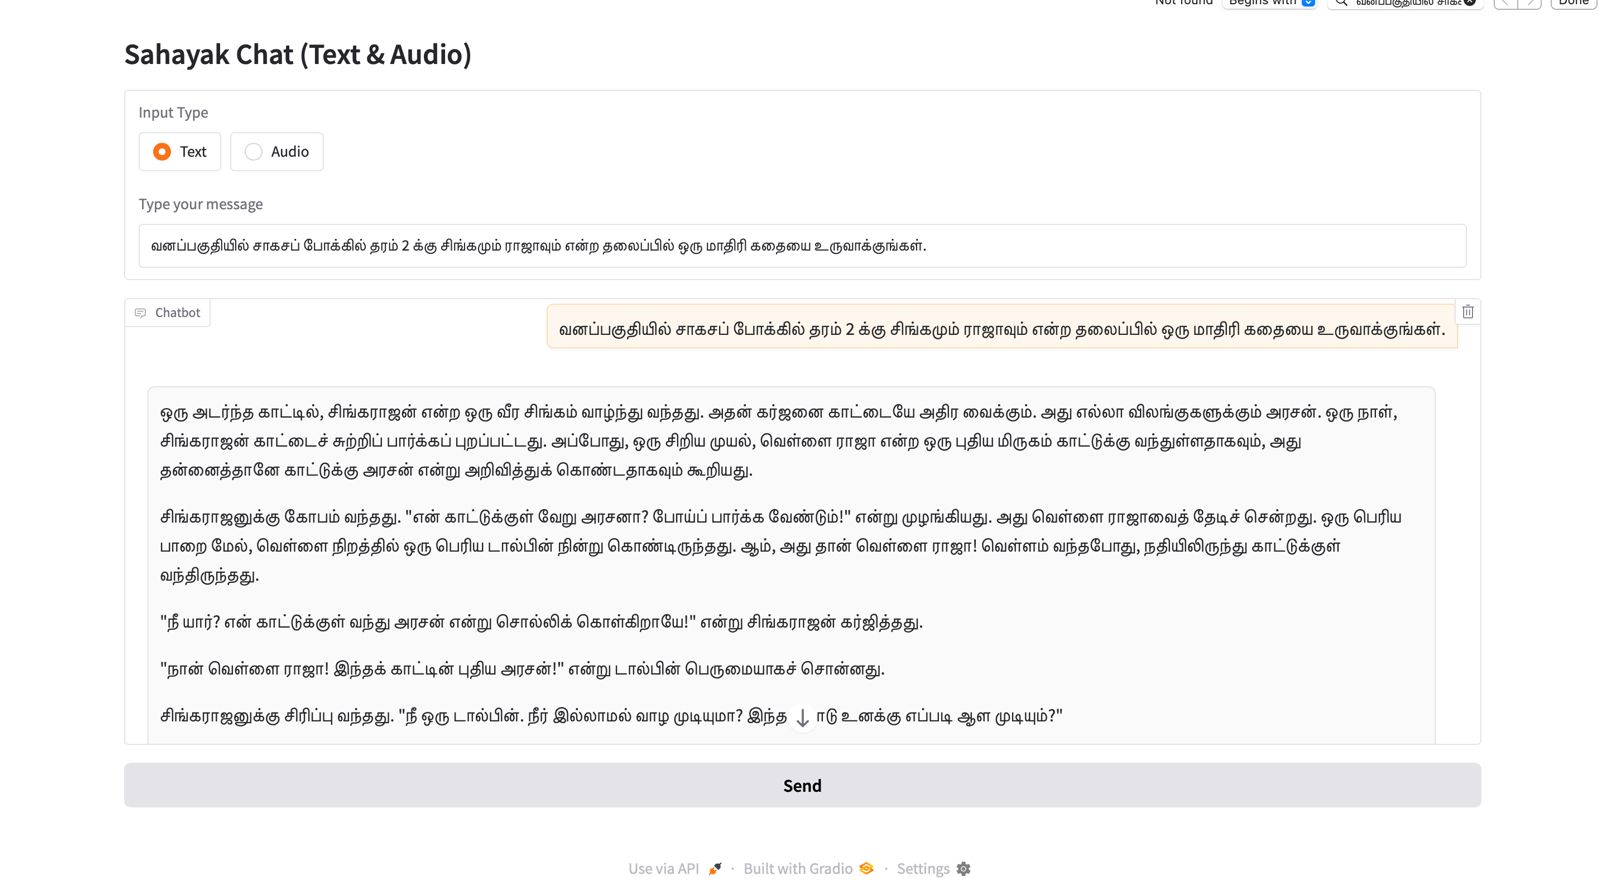 Not found
Begins with
வனப்பகுதியில்
Done
Sahayak Chat (Text & Audio)
Input Type
Text
Audio
Type your message
வனப்பகுதியில் சாகசப் போக்கில் தரம் 2 க்கு சிங்கமும் ராஜாவும் என்ற தலைப்பில் ஒரு மாதிரி கதையை உருவாக்குங்கள்.
Chatbot
வனப்பகுதியில் சாகசப் போக்கில் தரம் 2 க்கு சிங்கமும் ராஜாவும் என்ற தலைப்பில் ஒரு மாதிரி கதையை உருவாக்குங்கள்.
ஒரு அடர்ந்த காட்டில், சிங்கராஜன் என்ற ஒரு வீர சிங்கம் வாழ்ந்து வந்தது. அதன் கர்ஜனை காட்டையே அதிர வைக்கும். அது எல்லா விலங்குகளுக்கும் அரசன். ஒரு நாள்,
சிங்கராஜன் காட்டைச் சுற்றிப் பார்க்கப் புறப்பட்டது. அப்போது, ஒரு சிறிய முயல், வெள்ளை ராஜா என்ற ஒரு புதிய மிருகம் காட்டுக்கு வந்துள்ளதாகவும், அது
தன்னைத்தானே காட்டுக்கு அரசன் என்று அறிவித்துக் கொண்டதாகவும் கூறியது.
சிங்கராஜனுக்கு கோபம் வந்தது. "என் காட்டுக்குள் வேறு அரசனா? போய்ப் பார்க்க வேண்டும்!" என்று முழங்கியது. அது வெள்ளை ராஜாவைத் தேடிச் சென்றது. ஒரு பெரிய
பாறை மேல், வெள்ளை நிறத்தில் ஒரு பெரிய டால்பின் நின்று கொண்டிருந்தது. ஆம், அது தான் வெள்ளை ராஜா! வெள்ளம் வந்தபோது, நதியிலிருந்து காட்டுக்குள்
வந்திருந்தது.
"நீ யார்? என் காட்டுக்குள் வந்து அரசன் என்று சொல்லிக் கொள்கிறாயே!" என்று சிங்கராஜன் கர்ஜித்தது.
"நான் வெள்ளை ராஜா! இந்தக் காட்டின் புதிய அரசன்!" என்று டால்பின் பெருமையாகச் சொன்னது.
சிங்கராஜனுக்கு சிரிப்பு வந்தது. "நீ ஒரு டால்பின். நீர் இல்லாமல் வாழ முடியுமா? இந்த உனக்கு எப்படி ஆள முடியும்?"
Send
Use via API · Built with Gradio · Settings